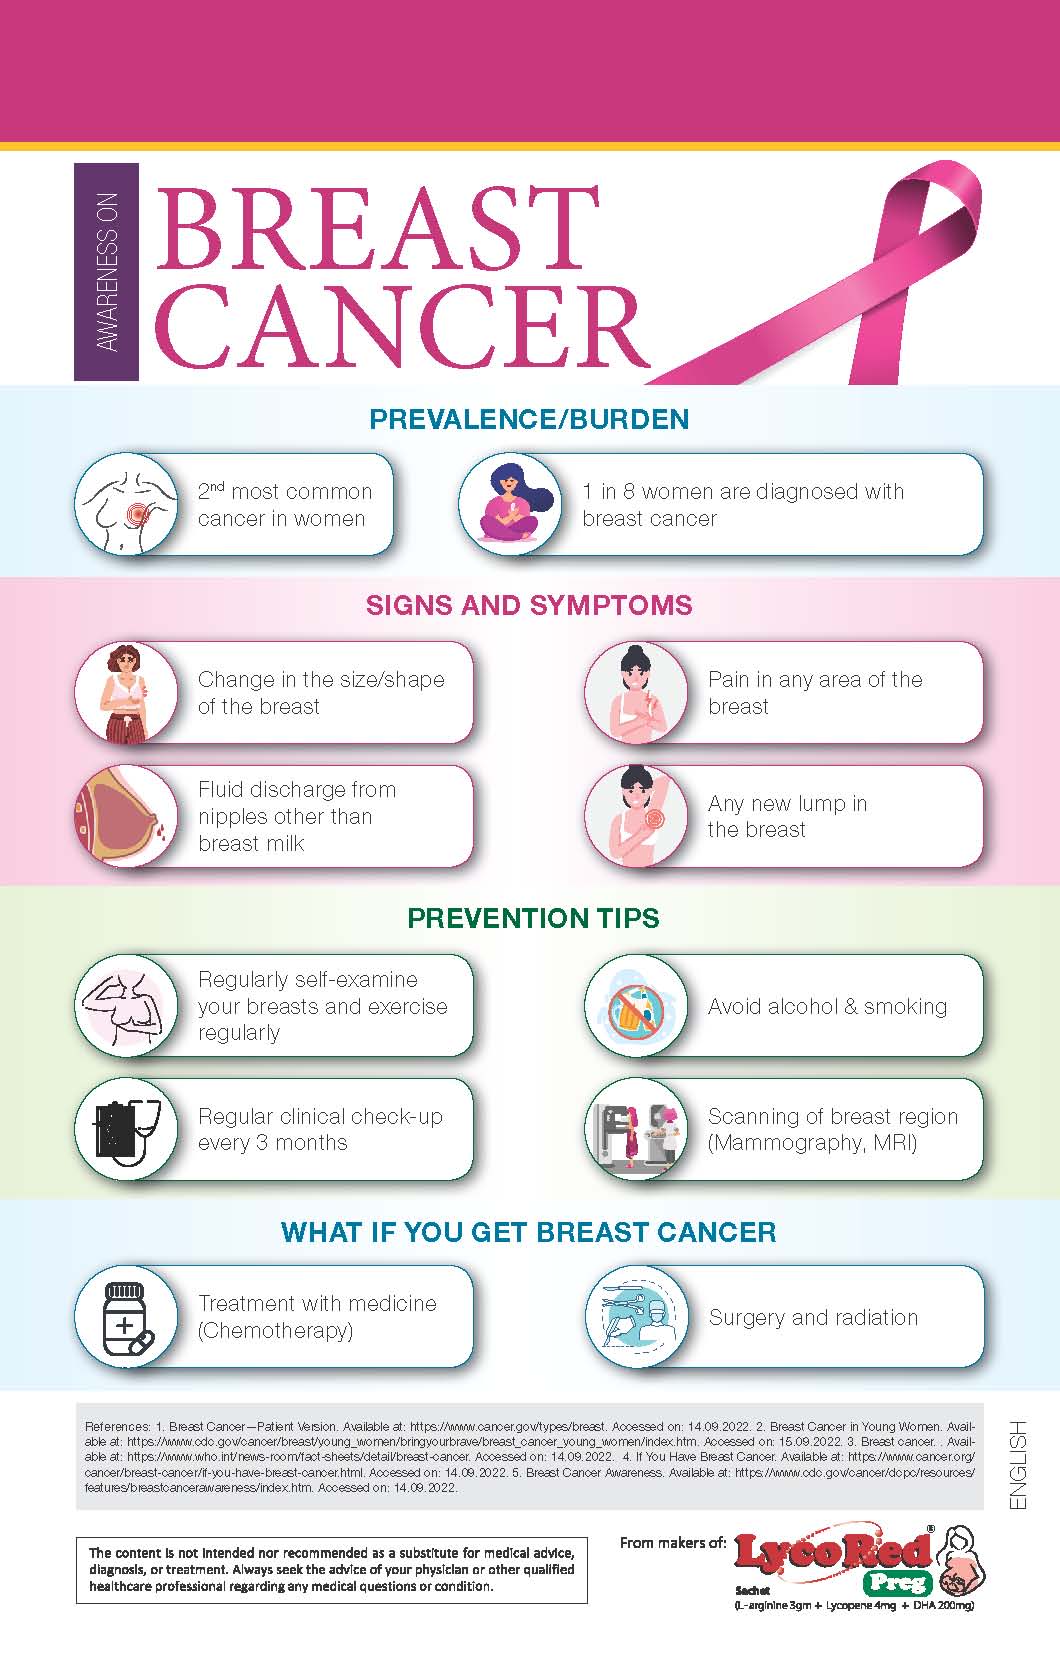 AWARENESS ON
BREAST
CANCER
PREVALENCE/BURDEN
2nd most common
cancer in women
1 in 8 women are diagnosed with
breast cancer
SIGNS AND SYMPTOMS
Change in the size/shape
of the breast
Pain in any area of the
breast
Fluid discharge from
nipples other than
breast milk
Any new lump in
the breast
PREVENTION TIPS
Regularly self-examine
your breasts and exercise
regularly
Avoid alcohol & smoking
Regular clinical check-up
every 3 months
Scanning of breast region
(Mammography, MRI)
WHAT IF YOU GET BREAST CANCER
Treatment with medicine
(Chemotherapy)
Surgery and radiation
References: 1. Breast Cancer—Patient Version. Available at: https://www.cancer.gov/types/breast. Accessed on: 14.09.2022. 2. Breast Cancer in Young Women. Avail-
able at: https://www.cdc.gov/cancer/breast/young_women/bringyourbrave/breast_cancer_young_women/index.htm. Accessed on: 15.09.2022. 3. Breast cancer. . Avail-
able at: https://www.who.int/news-room/fact-sheets/detail/breast-cancer. Accessed on: 14.09.2022. 4. If You Have Breast Cancer. Available at: https://www.cancer.org/
cancer/breast-cancer/if-you-have-breast-cancer.html. Accessed on: 14.09.2022. 5. Breast Cancer Awareness. Available at: https://www.cdc.gov/cancer/dcpc/resources/
features/breastcancerawareness/index.htm. Accessed on: 14.09.2022.
ENGLISH
The content is not intended nor recommended as a substitute for medical advice,
diagnosis, or treatment. Always seek the advice of your physician or other qualified
healthcare professional regarding any medical questions or condition.
From makers of:
LycoRed®
Preg
Sachet
(L-arginine 3gm + Lycopene 4mg + DHA 200mg)